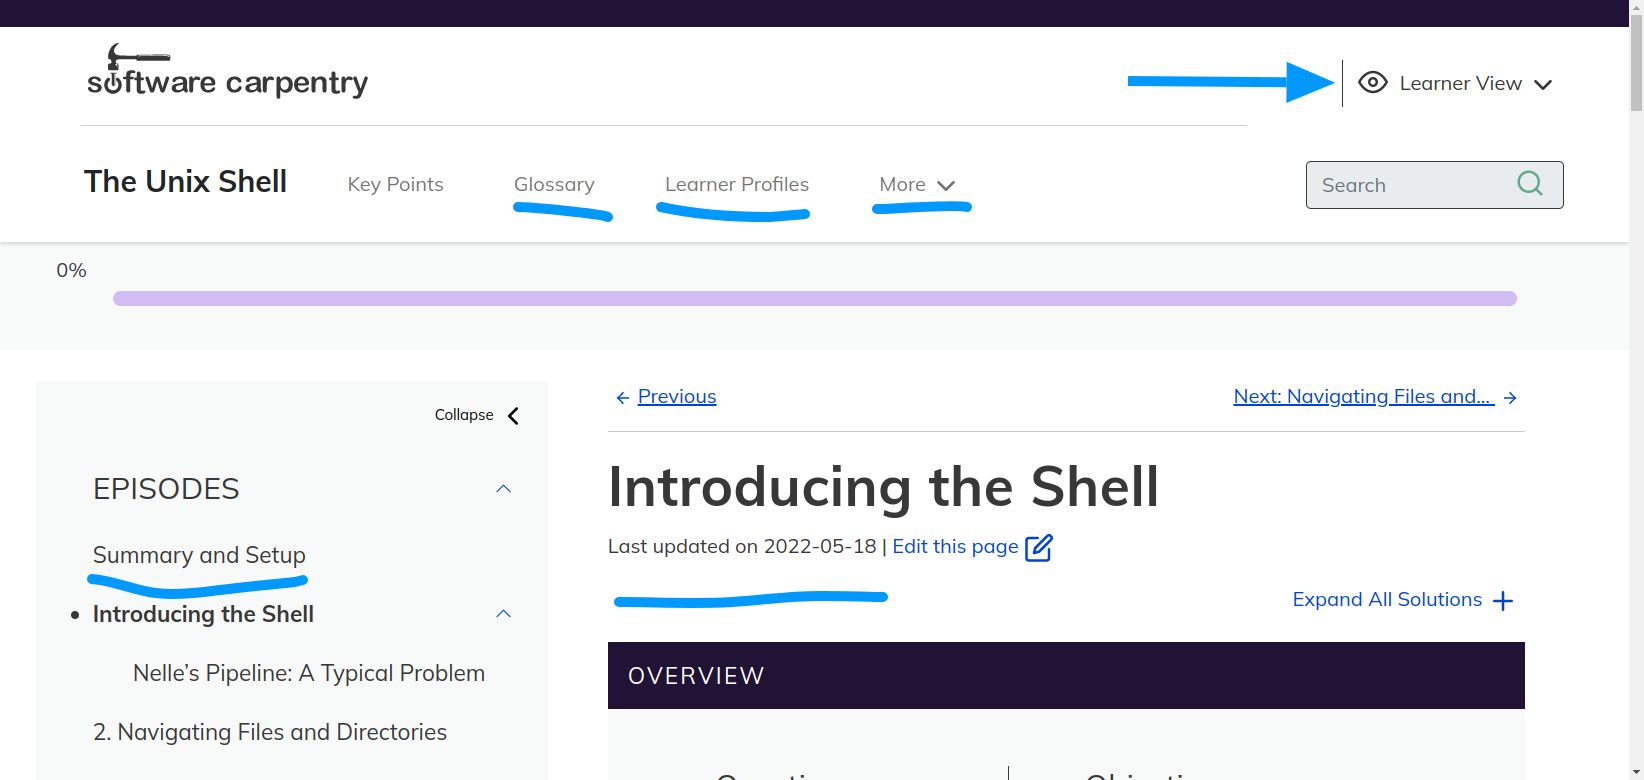 software carpentry
Learner View
The Unix Shell Key Points Glossary Learner Profiles More Search
0%
Collapse
EPISODES
Summary and Setup
Introducing the Shell
Nelle’s Pipeline: A Typical Problem
2. Navigating Files and Directories
Previous Next: Navigating Files and...
Introducing the Shell
Last updated on 2022-05-18 | Edit this page
Expand All Solutions
OVERVIEW